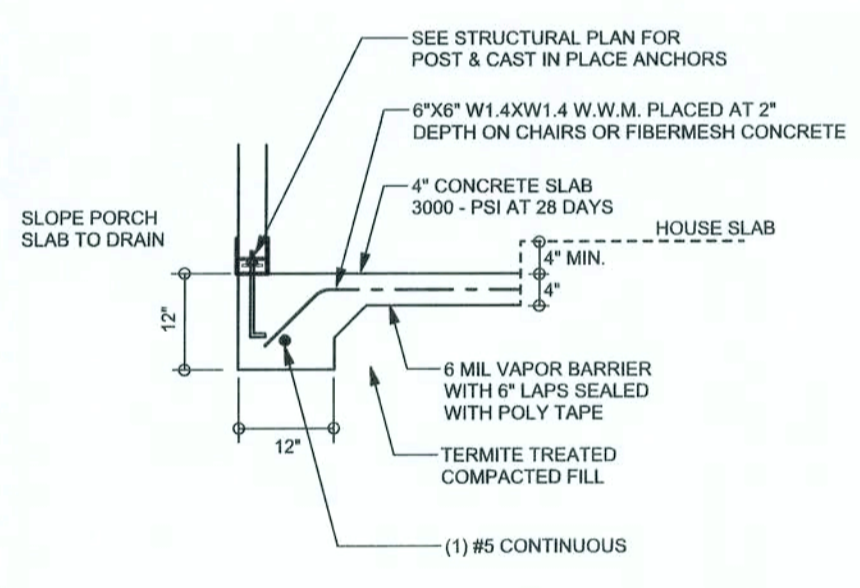 SEE STRUCTURAL PLAN FOR
POST & CAST IN PLACE ANCHORS
6"X6" W1.4XW1.4 W.W.M. PLACED AT 2"
DEPTH ON CHAIRS OR FIBERMESH CONCRETE
4" CONCRETE SLAB
3000 - PSI AT 28 DAYS
SLOPE PORCH
SLAB TO DRAIN
HOUSE SLAB
4" MIN.
4"
12"
6 MIL VAPOR BARRIER
WITH 6" LAPS SEALED
WITH POLY TAPE
12"
TERMITE TREATED
COMPACTED FILL
(1) #5 CONTINUOUS